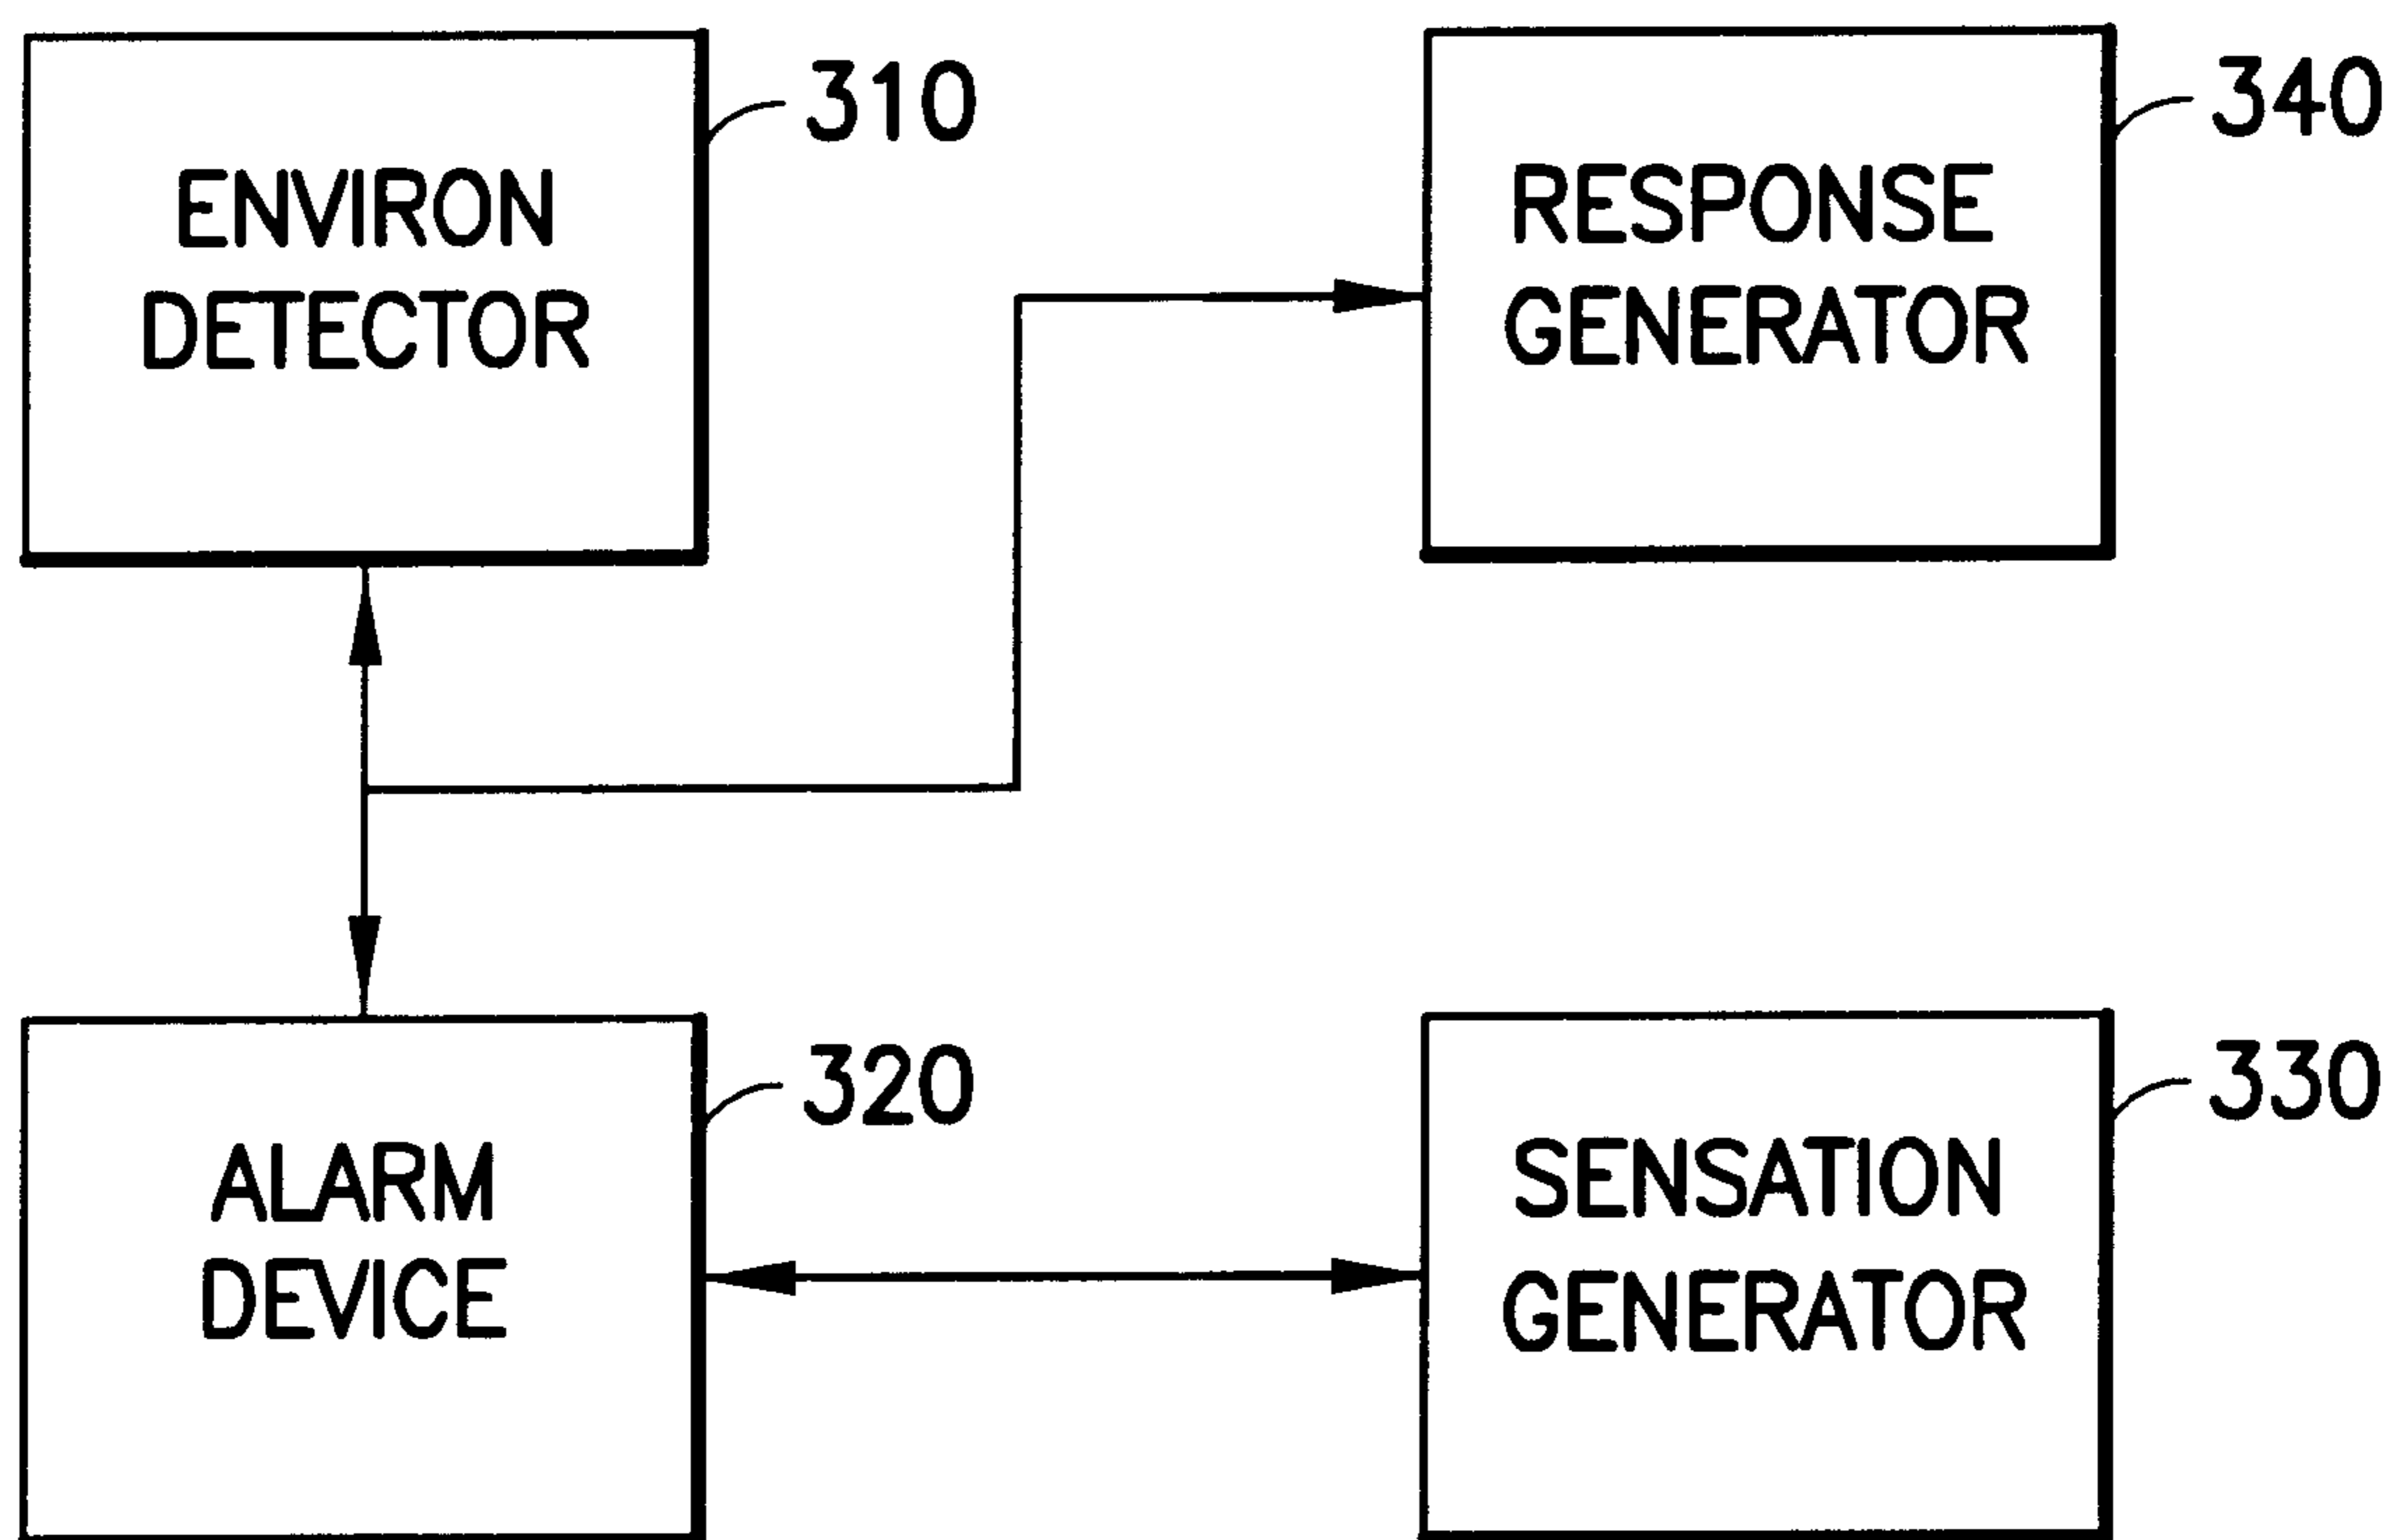 310
ENVIRON
DETECTOR
340
RESPONSE
GENERATOR
320
ALARM
DEVICE
330
SENSATION
GENERATOR